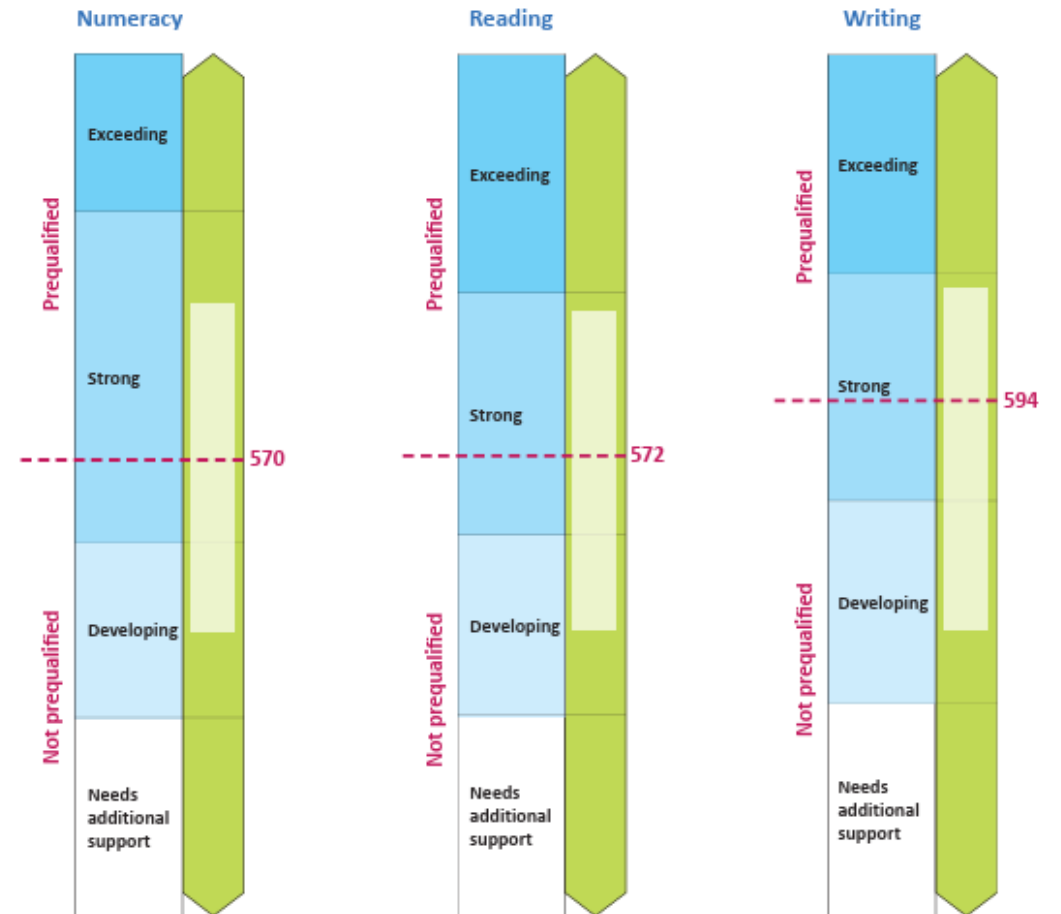 Numeracy
Prequalified
Not prequalified
Exceeding
Strong
Developing
Needs
additional
support
570
Reading
Prequalified
Not prequalified
Exceeding
Strong
Developing
Needs
additional
support
572
Writing
Prequalified
Not prequalified
Exceeding
Strong
Developing
Needs
additional
support
594